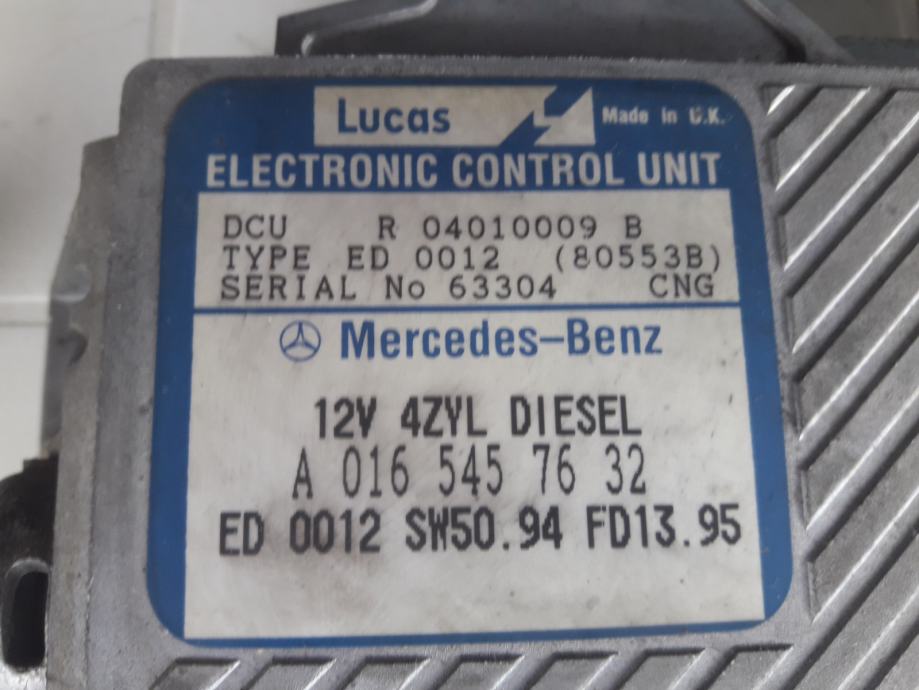 Lucas Made in U.K.
ELECTRONIC CONTROL UNIT
DCU R 04010009 B
TYPE ED 0012 (80553B)
SERIAL No 63304 CNG
Mercedes-Benz
12V 4ZYL DIESEL
A 016 545 76 32
ED 0012 SW50.94 FD13.95